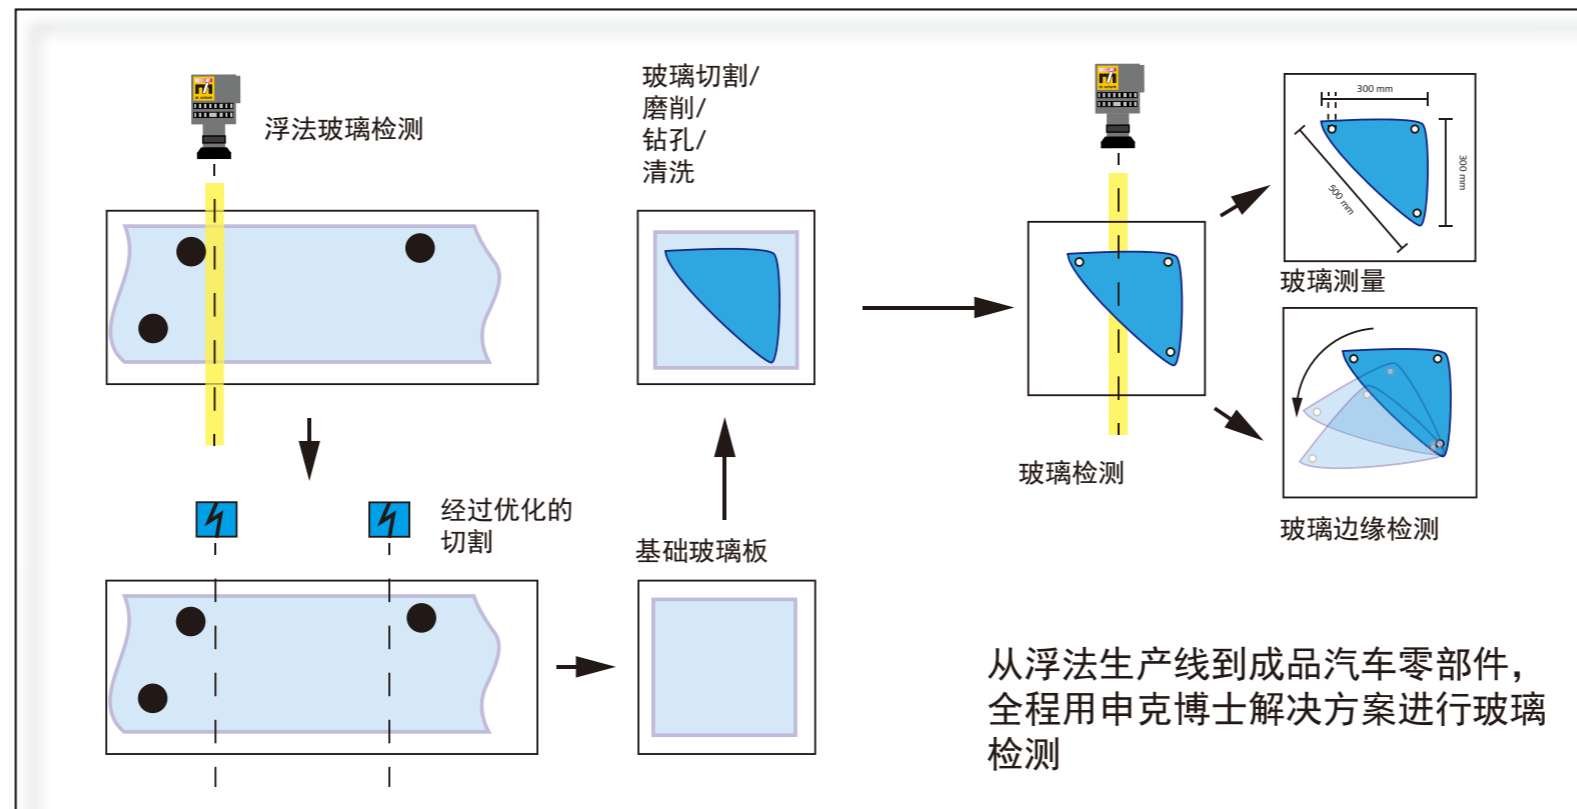 浮法玻璃检测
玻璃切割/
磨削/
钻孔/
清洗
300 mm
300 mm
500 mm
玻璃测量
玻璃检测
玻璃边缘检测
经过优化的
切割
基础玻璃板
从浮法生产线到成品汽车零部件，
全程用申克博士解决方案进行玻璃
检测